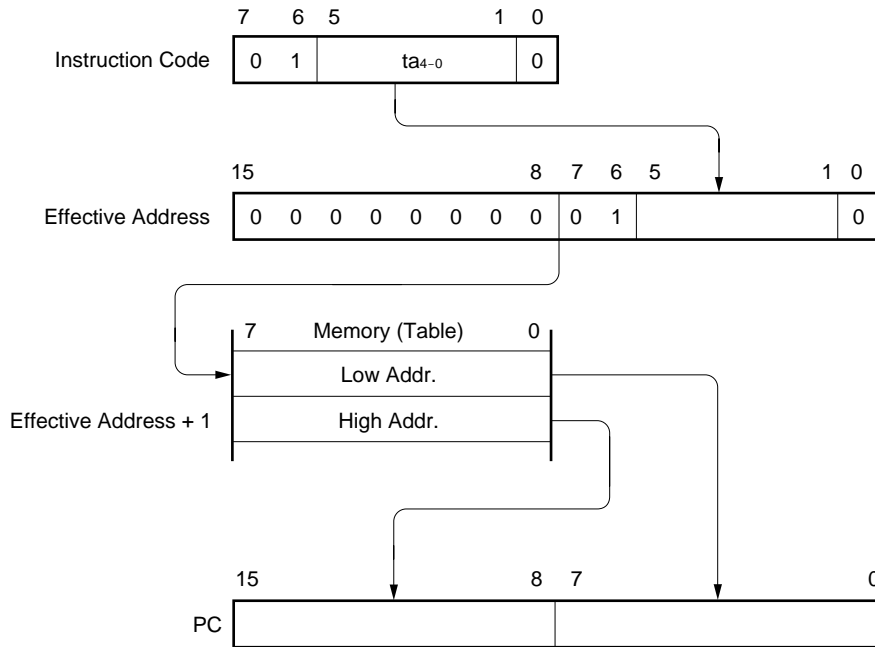 7 6 5 1 0
Instruction Code 0 1 ta4–0 0
15 8 7 6 5 1 0
Effective Address 0 0 0 0 0 0 0 0 0 1 0
7 Memory (Table) 0
Low Addr.
Effective Address + 1 High Addr.
15 8 7 0
PC